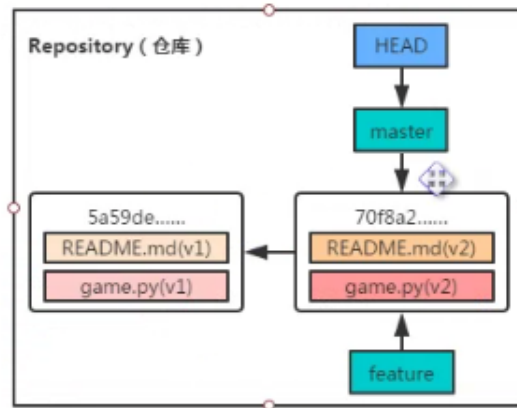 Repository ( 仓库 )
HEAD
master
5a59de......
README.md(v1)
game.py(v1)
70f8a2......
README.md(v2)
game.py(v2)
feature